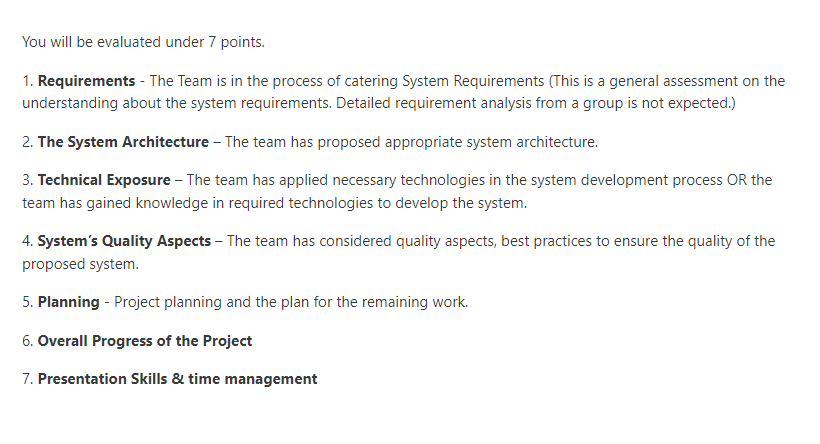 You will be evaluated under 7 points.
1. Requirements - The Team is in the process of catering System Requirements (This is a general assessment on the
understanding about the system requirements. Detailed requirement analysis from a group is not expected.)
2. The System Architecture – The team has proposed appropriate system architecture.
3. Technical Exposure – The team has applied necessary technologies in the system development process OR the
team has gained knowledge in required technologies to develop the system.
4. System’s Quality Aspects – The team has considered quality aspects, best practices to ensure the quality of the
proposed system.
5. Planning - Project planning and the plan for the remaining work.
6. Overall Progress of the Project
7. Presentation Skills & time management